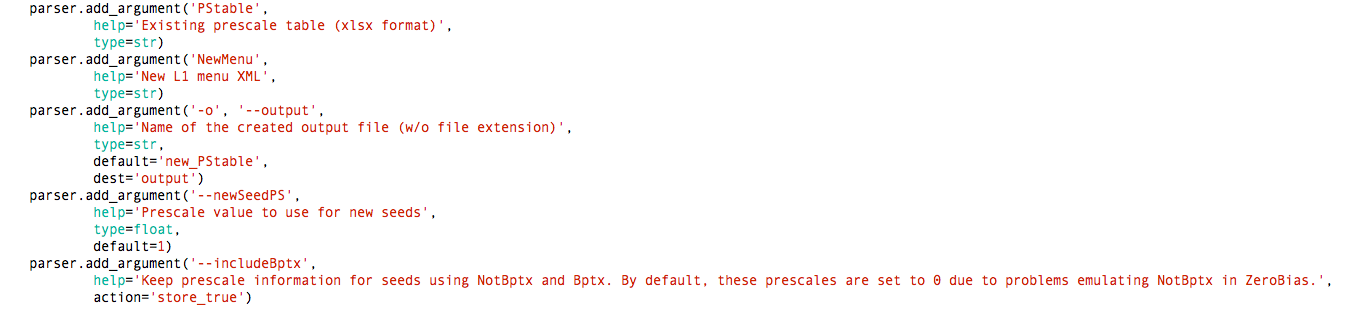 parser.add_argument('PStable',
help='Existing prescale table (xlsx format)',
type=str)
parser.add_argument('NewMenu',
help='New L1 menu XML',
type=str)
parser.add_argument('-o', '--output',
help='Name of the created output file (w/o file extension)',
type=str,
default='new_PStable',
dest='output')
parser.add_argument('--newSeedPS',
help='Prescale value to use for new seeds',
type=float,
default=1)
parser.add_argument('--includeBptx',
help='Keep prescale information for seeds using NotBptx and Bptx. By default, these prescales are set to 0 due to problems emulating NotBptx in ZeroBias.',
action='store_true')